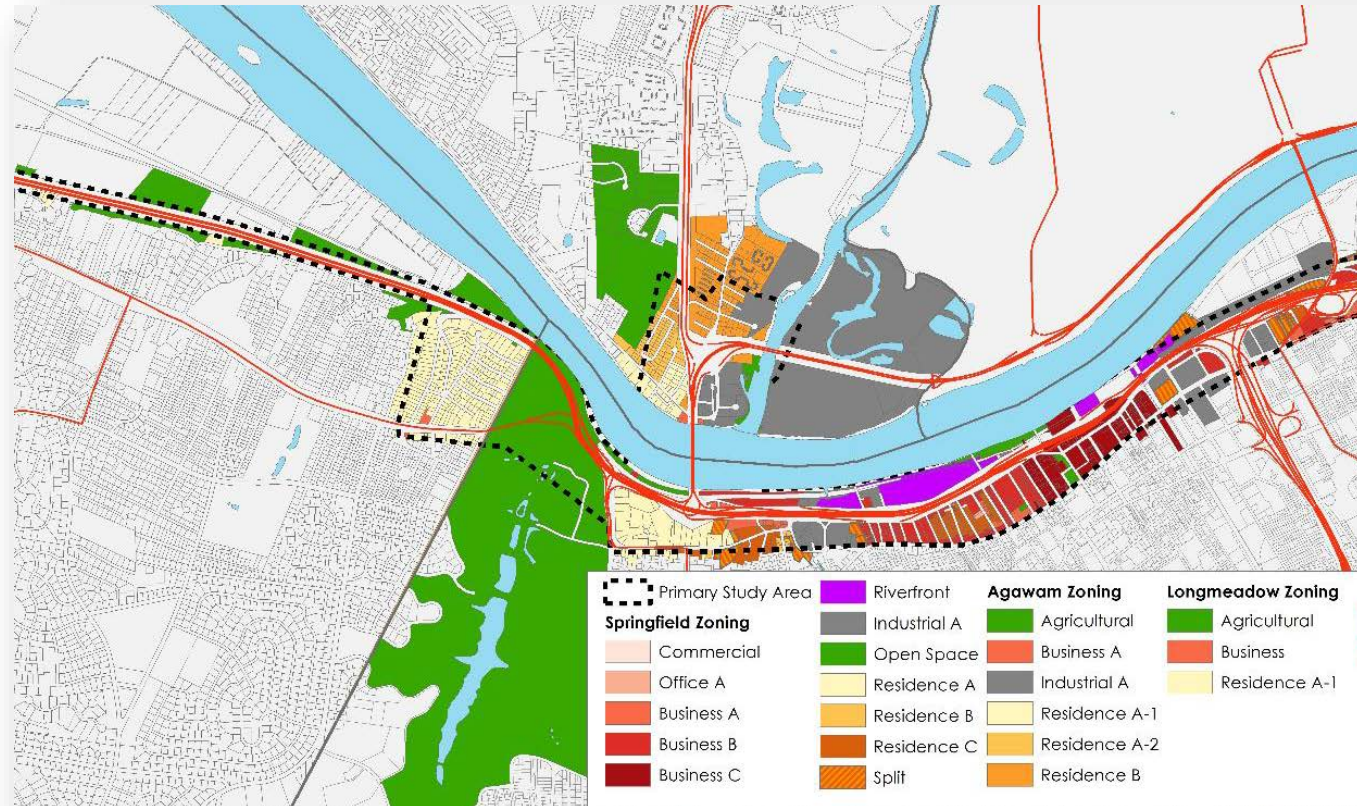 Primary Study Area
Springfield Zoning
Commercial
Office A
Business A
Business B
Business C
Riverfront
Industrial A
Open Space
Residence A
Residence B
Residence C
Split
Agawam Zoning
Agricultural
Business A
Industrial A
Residence A-1
Residence A-2
Residence B
Longmeadow Zoning
Agricultural
Business
Residence A-1